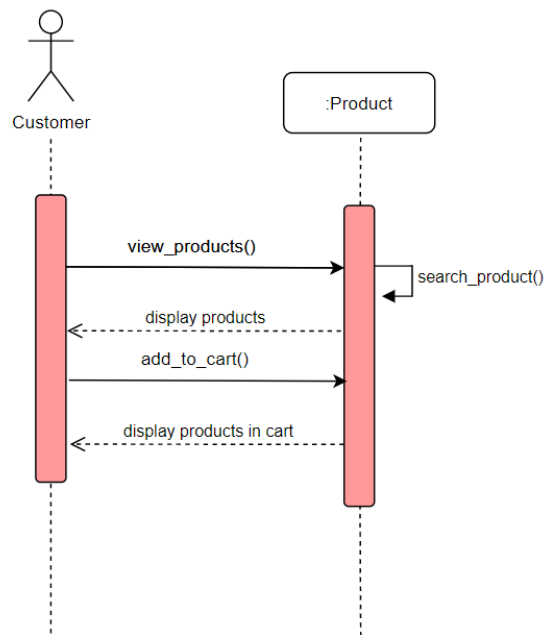 Customer
:Product
view_products()
search_product()
display products
add_to_cart()
display products in cart